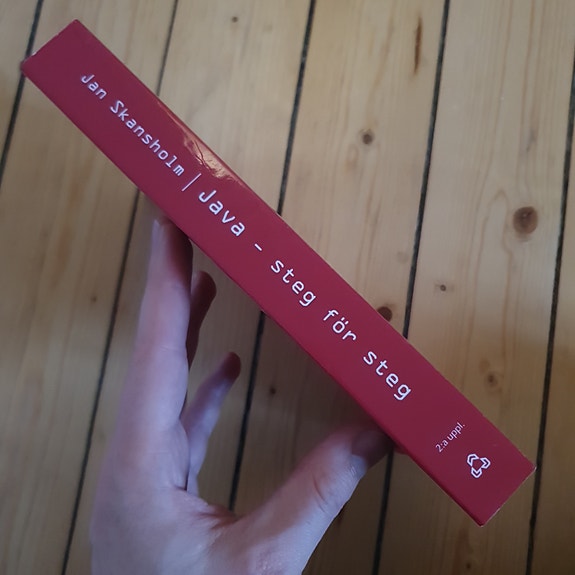 Jan Skansholm | Java - steg för steg
2:a uppl.